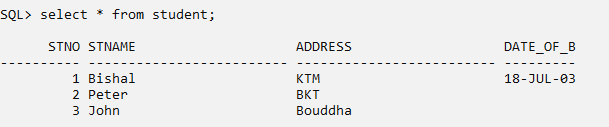 SQL> select * from student;
      STNO STNAME                    ADDRESS                   DATE_OF_B
---------- ------------------------- ------------------------- ---------
         1 Bishal                    KTM                       18-JUL-03
         2 Peter                     BKT
         3 John                      Bouddha